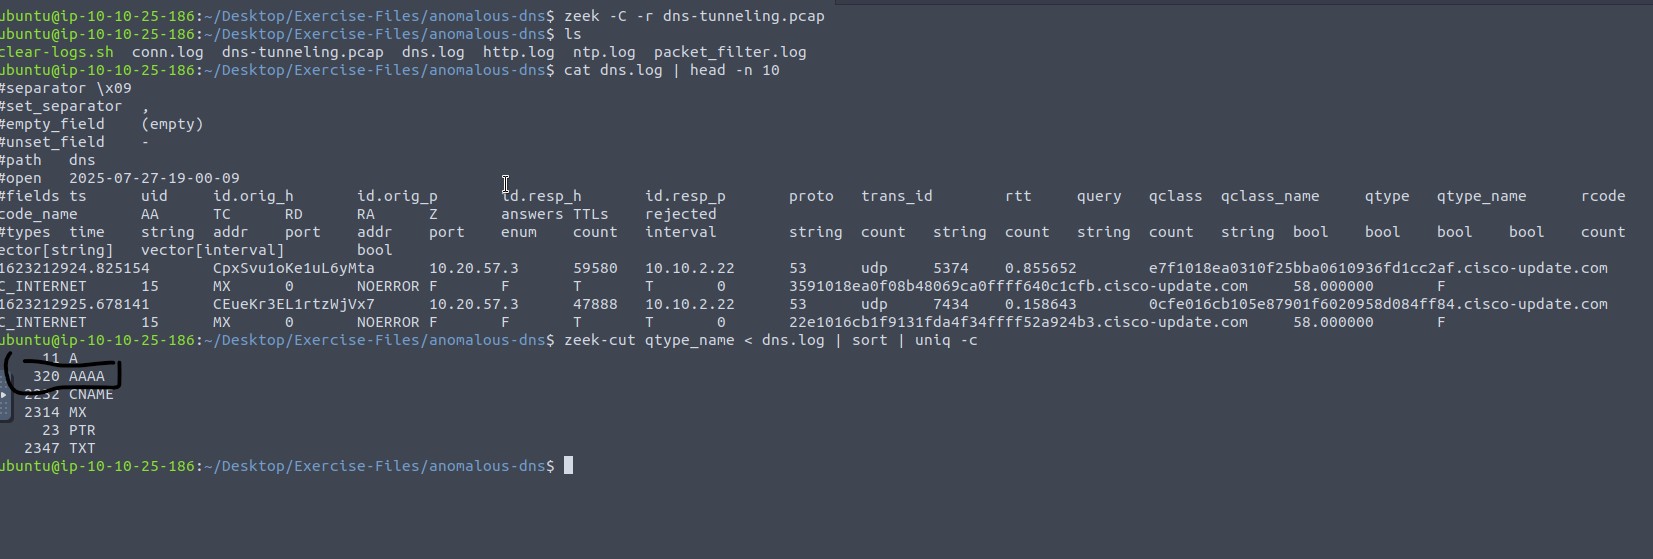 ubuntu@ip-10-10-25-186:~/Desktop/Exercise-Files/anomalous-dns$ zeek -C -r dns-tunneling.pcap
ubuntu@ip-10-10-25-186:~/Desktop/Exercise-Files/anomalous-dns$ ls
clear-logs.sh conn.log dns-tunneling.pcap dns.log http.log ntp.log packet_filter.log
ubuntu@ip-10-10-25-186:~/Desktop/Exercise-Files/anomalous-dns$ cat dns.log | head -n 10
#separator \x09
#set_separator ,
#empty_field (empty)
#unset_field -
#path dns
#open 2025-07-27-19-00-09
#fields ts uid id.orig_h id.orig_p id.resp_h id.resp_p proto trans_id rtt query qclass qclass_name qtype qtype_name rcode
code_name AA TC RD RA Z answers TTLs rejected
#types time string addr port addr port enum count interval string count string count string count string bool bool bool bool count
ector[string] vector[interval] bool
1623212924.825154 CpxSvu1oKe1uL6yMta 10.20.57.3 59580 10.10.2.22 53 udp 5374 0.855652 e7f1018ea0310f25bba0610936fd1cc2af.cisco-update.com
C_INTERNET 15 MX 0 NOERROR F F T T 0 3591018ea0f08b48069ca0ffff640c1cfb.cisco-update.com 58.000000 F
1623212925.678141 CEueKr3EL1rtzWjVx7 10.20.57.3 47888 10.10.2.22 53 udp 7434 0.158643 0cfe016cb105e87901f6020958d084ff84.cisco-update.com
C_INTERNET 15 MX 0 NOERROR F F T T 0 22e1016cb1f9131fda4f34ffff52a924b3.cisco-update.com 58.000000 F
ubuntu@ip-10-10-25-186:~/Desktop/Exercise-Files/anomalous-dns$ zeek-cut qtype_name < dns.log | sort | uniq -c
11 A
320 AAAA
2232 CNAME
2314 MX
23 PTR
2347 TXT
ubuntu@ip-10-10-25-186:~/Desktop/Exercise-Files/anomalous-dns$